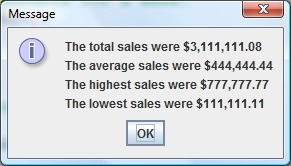 Message
The total sales were $3,111,111.08
The average sales were $444,444.44
The highest sales were $777,777.77
The lowest sales were $111,111.11
OK